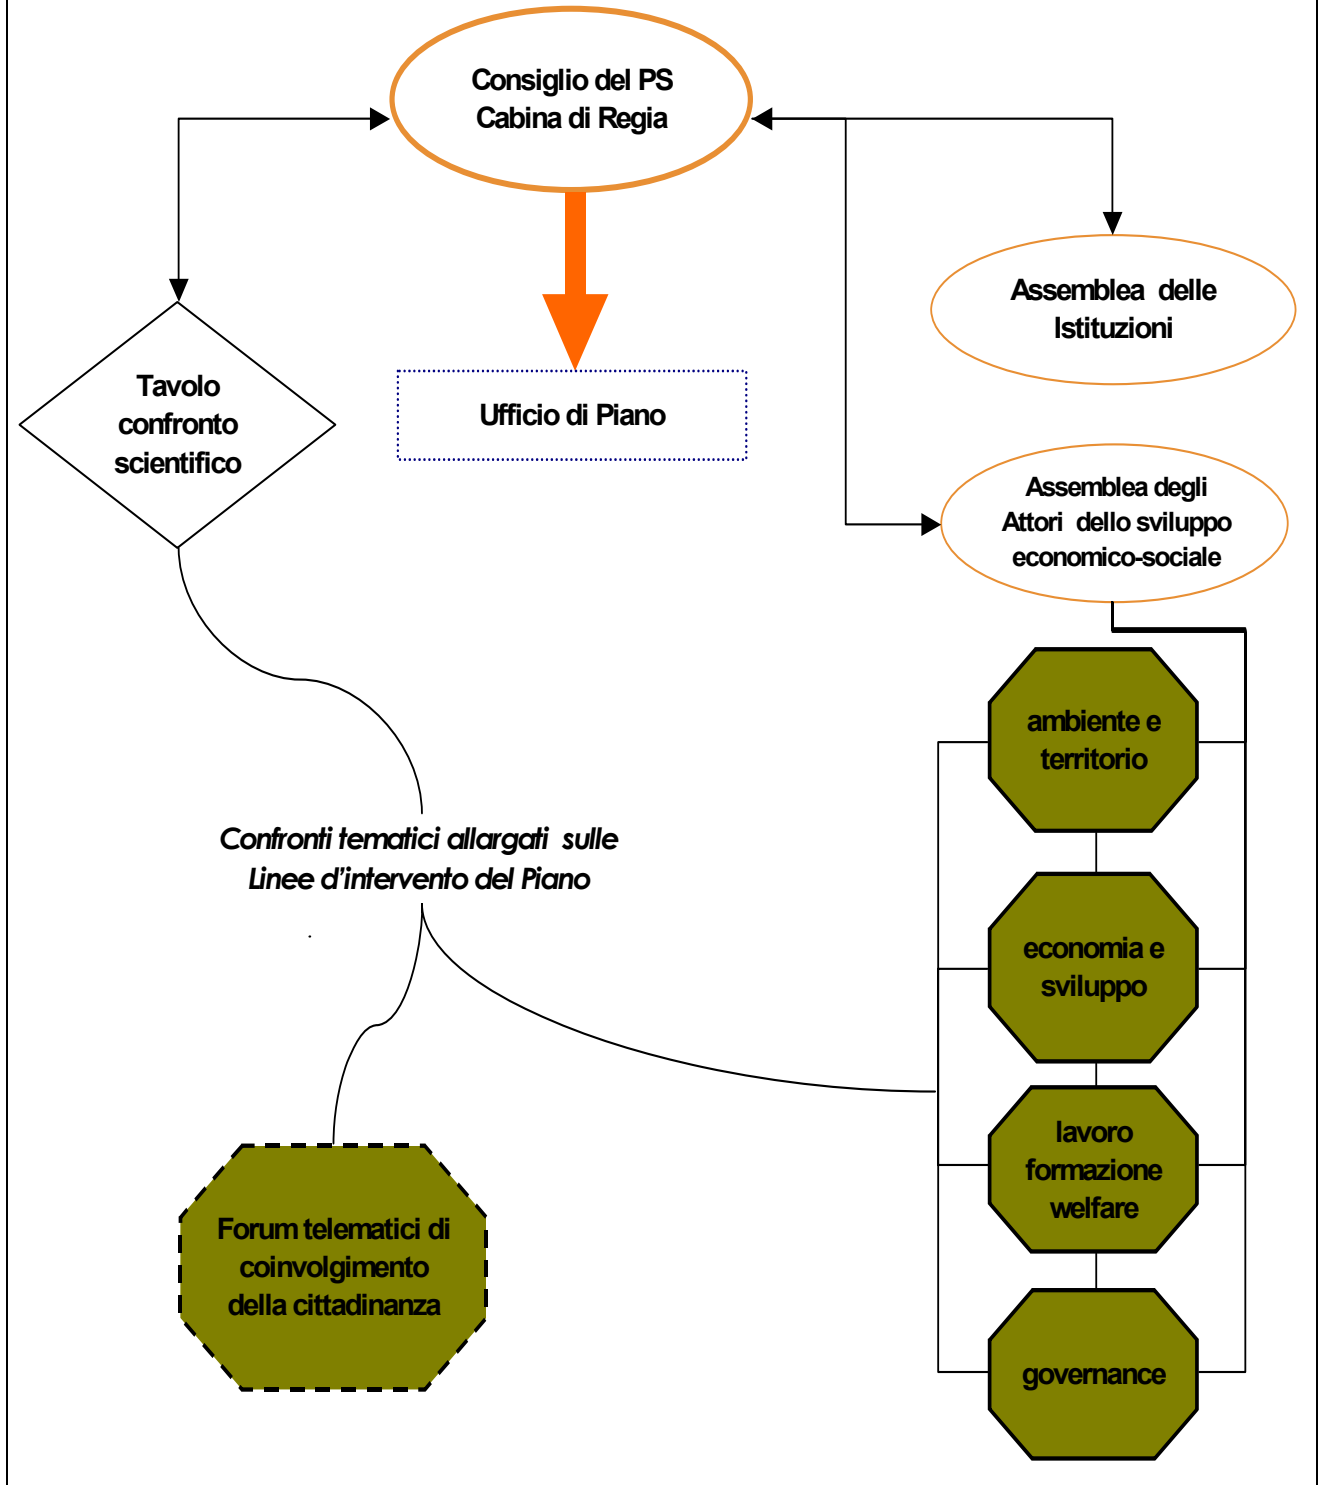 Consiglio del PS
Cabina di Regia
Assemblea delle
Istituzioni
Tavolo
confronto
scientifico
Ufficio di Piano
Assemblea degli
Attori dello sviluppo
economico-sociale
ambiente e
territorio
Confronti tematici allargati sulle
Linee d'intervento del Piano
.
economia e
sviluppo
lavoro
formazione
welfare
Forum telematici di
coinvolgimento
della cittadinanza
governance